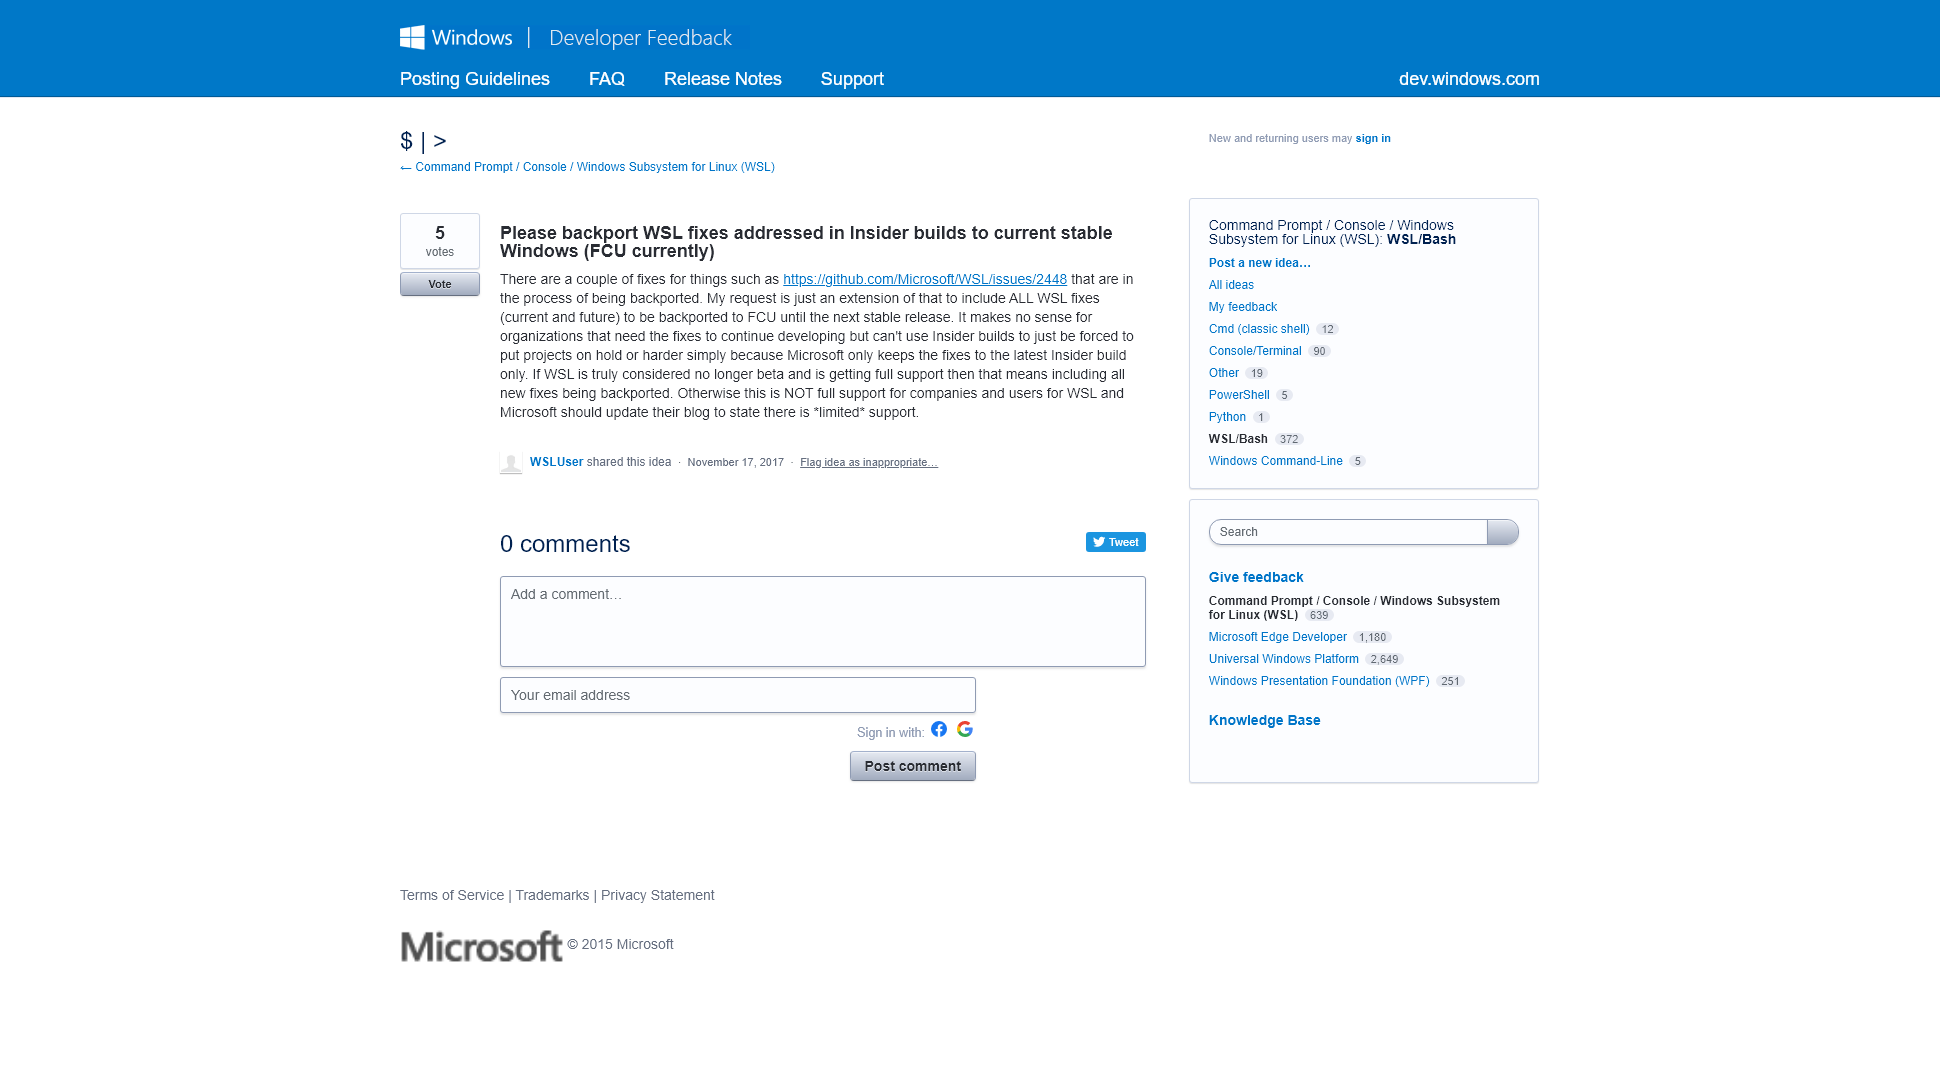 Windows | Developer Feedback
Posting Guidelines FAQ Release Notes Support dev.windows.com
$ | >
← Command Prompt / Console / Windows Subsystem for Linux (WSL)
New and returning users may sign in
5
votes
Vote
Please backport WSL fixes addressed in Insider builds to current stable
Windows (FCU currently)
There are a couple of fixes for things such as https://github.com/Microsoft/WSL/issues/2448 that are in
the process of being backported. My request is just an extension of that to include ALL WSL fixes
(current and future) to be backported to FCU until the next stable release. It makes no sense for
organizations that need the fixes to continue developing but can't use Insider builds to just be forced to
put projects on hold or harder simply because Microsoft only keeps the fixes to the latest Insider build
only. If WSL is truly considered no longer beta and is getting full support then that means including all
new fixes being backported. Otherwise this is NOT full support for companies and users for WSL and
Microsoft should update their blog to state there is *limited* support.
WSLUser shared this idea · November 17, 2017 · Flag idea as inappropriate…
0 comments
Tweet
Add a comment…
Your email address
Sign in with:
Post comment
Command Prompt / Console / Windows
Subsystem for Linux (WSL): WSL/Bash
Post a new idea…
All ideas
My feedback
Cmd (classic shell) 12
Console/Terminal 90
Other 19
PowerShell 5
Python 1
WSL/Bash 372
Windows Command-Line 5
Search
Give feedback
Command Prompt / Console / Windows Subsystem
for Linux (WSL) 639
Microsoft Edge Developer 1,180
Universal Windows Platform 2,649
Windows Presentation Foundation (WPF) 251
Knowledge Base
Terms of Service | Trademarks | Privacy Statement
Microsoft © 2015 Microsoft